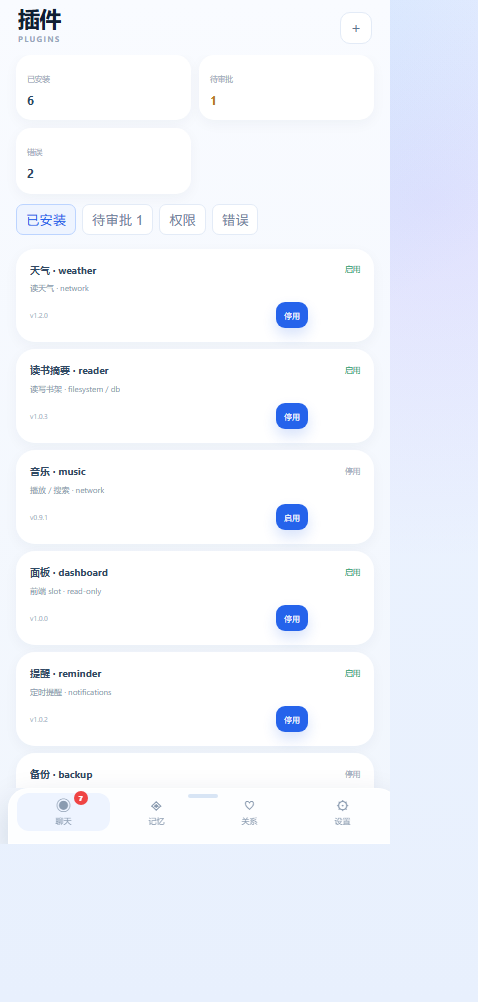 插件
PLUGINS
+
已安装
6
待审批
1
错误
2
已安装
待审批 1
权限
错误
天气 · weather
启用
读天气 · network
v1.2.0
停用
读书摘要 · reader
启用
读写书架 · filesystem / db
v1.0.3
停用
音乐 · music
停用
播放 / 搜索 · network
v0.9.1
启用
面板 · dashboard
启用
前端 slot · read-only
v1.0.0
停用
提醒 · reminder
启用
定时提醒 · notifications
v1.0.2
停用
备份 · backup
停用
7
聊天
记忆
关系
设置